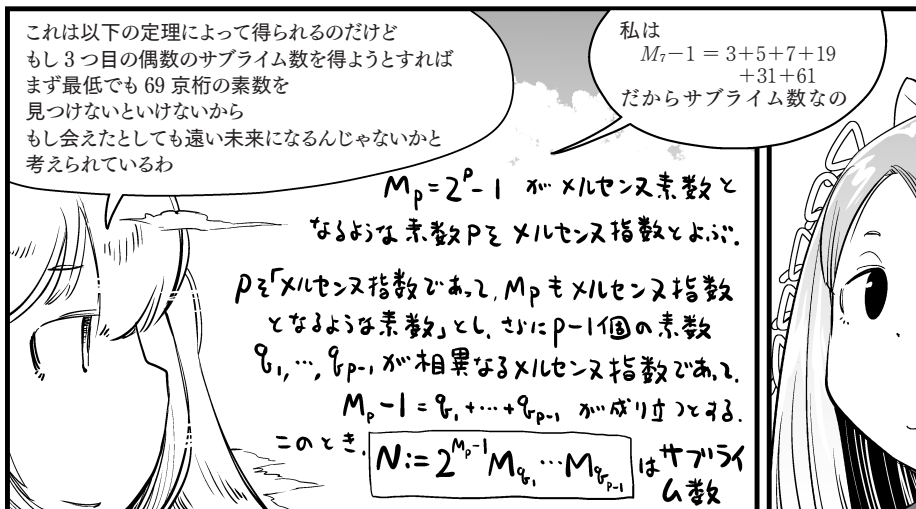 私は
M₇−1 = 3+5+7+19
+31+61
だからサブライム数なの
これは以下の定理によって得られるのだけど
もし3つ目の偶数のサブライム数を得ようとすれば
まず最低でも 69 京桁の素数を
見つけないといけないから
もし会えたとしても遠い未来になるんじゃないかと
考えられているわ
Mp = 2^p − 1 が メルセンヌ素数と
なるような 素数Pを メルセンヌ指数とよぶ.
Pを「メルセンヌ指数であって, Mpもメルセンヌ指数
となるような素数」とし, さらにp−1個の素数
q₁, ⋯, q_{p−1} が相異なるメルセンヌ指数であって,
Mp − 1 = q₁ + ⋯ + q_{p−1} が成り立つとする.
このとき, N := 2^{Mp−1} M_{q₁} ⋯ M_{q_{p−1}} はサブライ
ム数